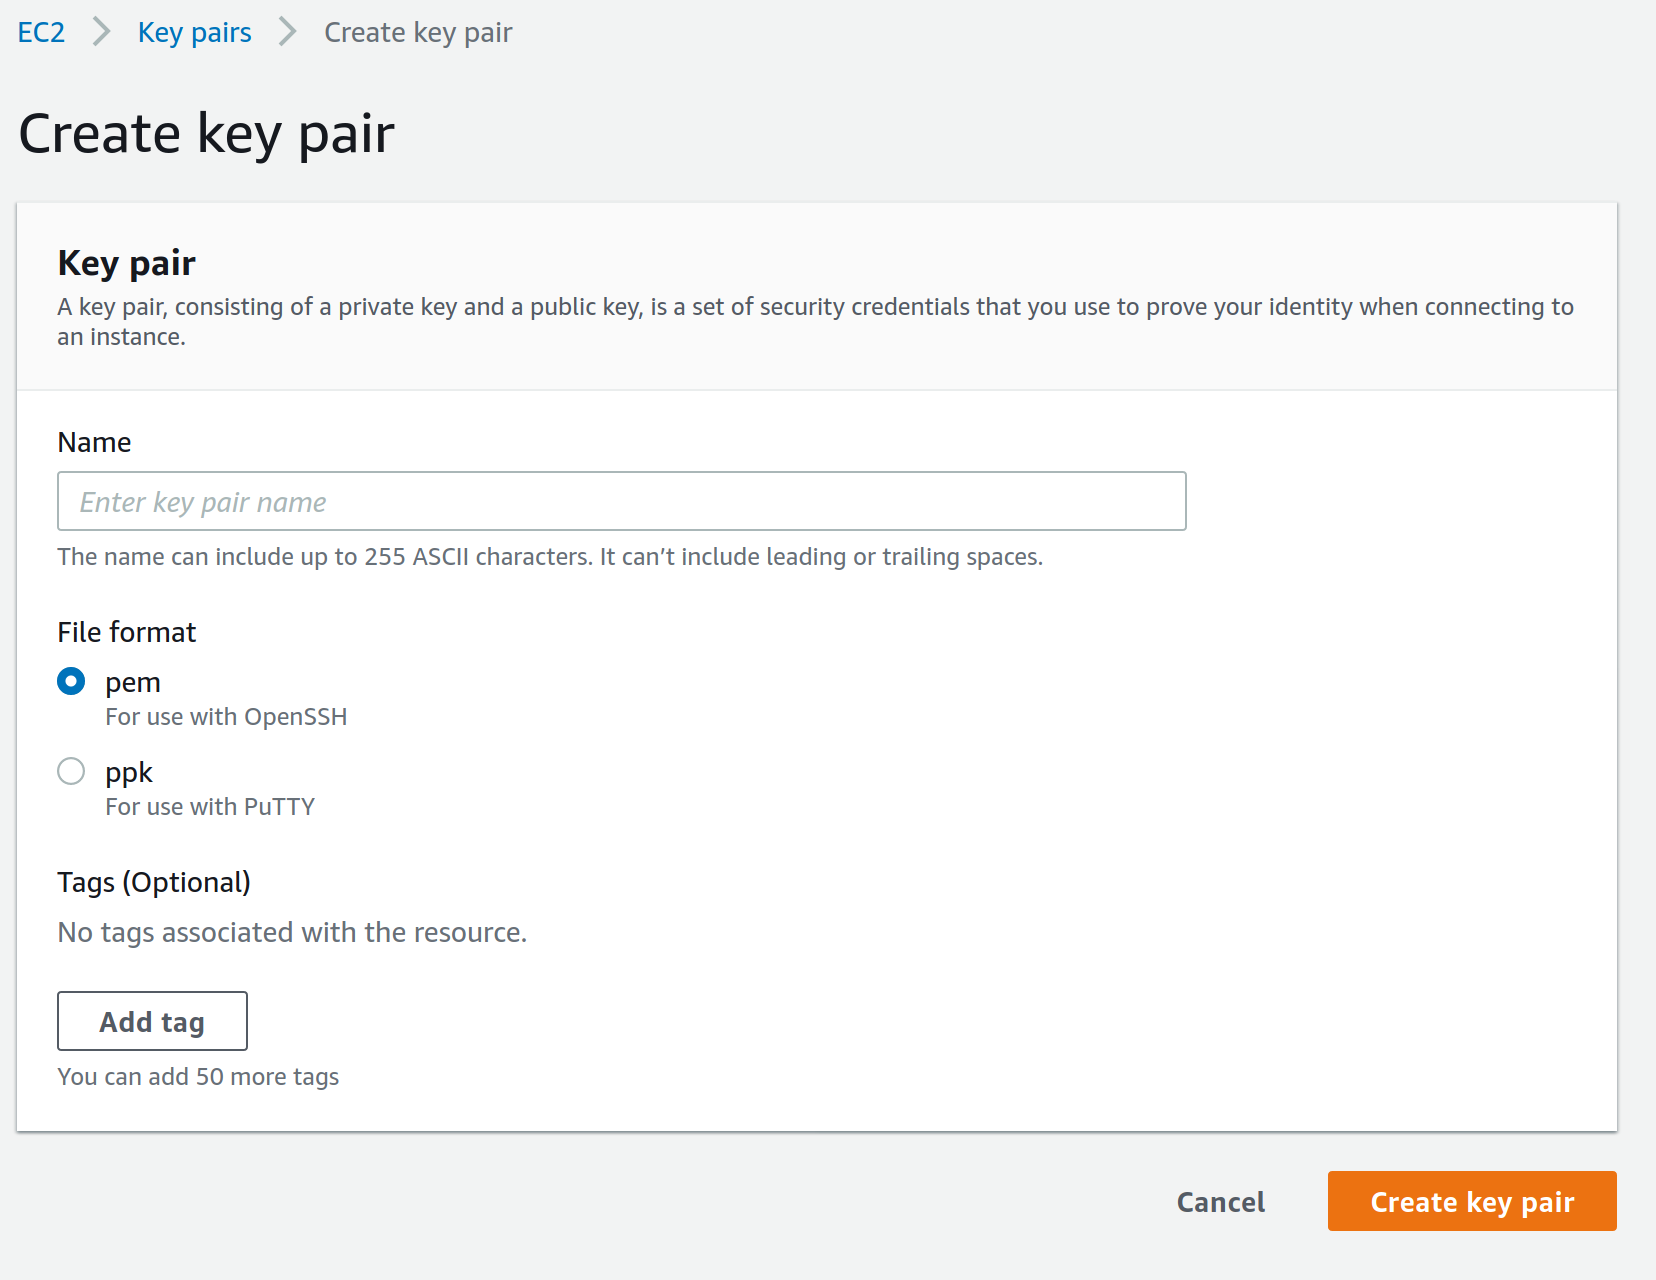 EC2 Key pairs Create key pair
Create key pair
Key pair
A key pair, consisting of a private key and a public key, is a set of security credentials that you use to prove your identity when connecting to
an instance.
Name
Enter key pair name
The name can include up to 255 ASCII characters. It can’t include leading or trailing spaces.
File format
pem
For use with OpenSSH
ppk
For use with PuTTY
Tags (Optional)
No tags associated with the resource.
Add tag
You can add 50 more tags
Cancel Create key pair